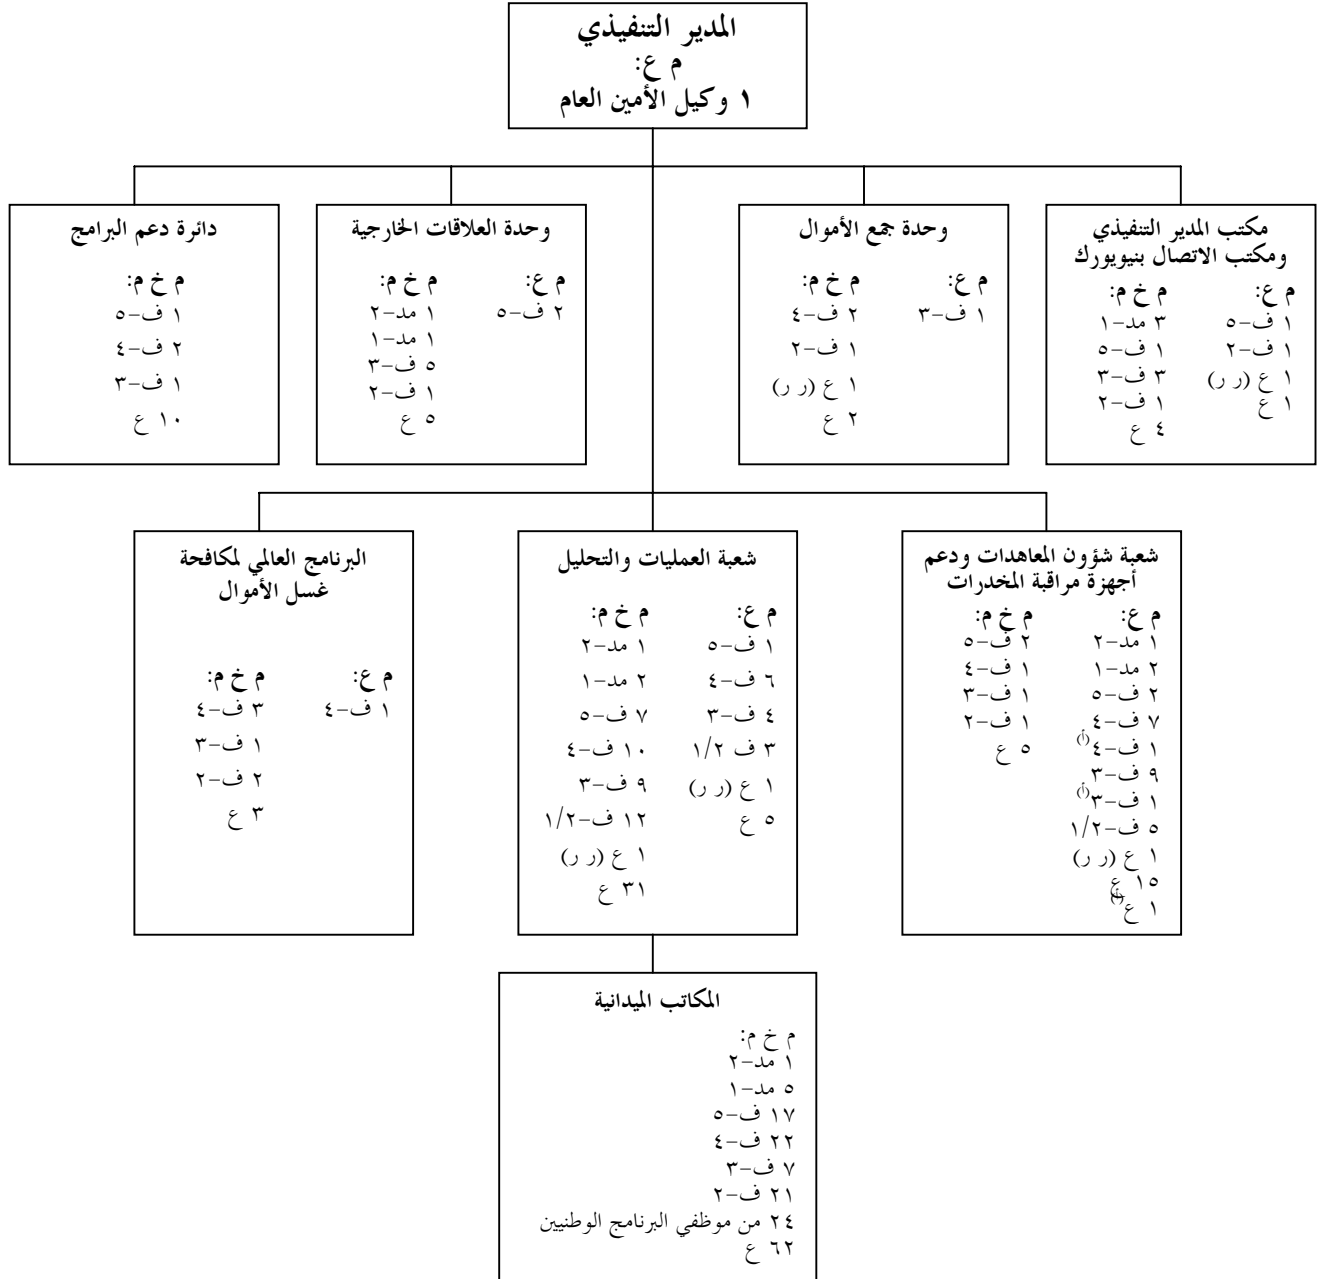 المدير التنفيذي
م ع:
١ وكيل الأمين العام
مكتب المدير التنفيذي
ومكتب الاتصال بنيويورك
م ع:
١ ف-٥
١ ف-٢
١ ع (ر ر)
١ ع
م خ م:
٣ مد-١
١ ف-٥
٣ ف-٣
١ ف-٢
٤ ع
وحدة جمع الأموال
م ع:
١ ف-٣
م خ م:
٢ ف-٤
١ ف-٢
١ ع (ر ر)
٢ ع
وحدة العلاقات الخارجية
م ع:
٢ ف-٥
م خ م:
١ مد-٢
١ مد-١
٥ ف-٣
١ ف-٢
٥ ع
دائرة دعم البرامج
م خ م:
١ ف-٥
٢ ف-٤
١ ف-٣
١٠ ع
شعبة شؤون المعاهدات ودعم
أجهزة مراقبة المخدرات
م ع:
١ مد-٢
٢ مد-١
٢ ف-٥
٧ ف-٤
١ ف-٤(أ)
٩ ف-٣
١ ف-٣(أ)
٥ ف-١/٢
١ ع (ر ر)
١٥ ع
١ ع(أ)
م خ م:
٢ ف-٥
١ ف-٤
١ ف-٣
١ ف-٢
٥ ع
شعبة العمليات والتحليل
م ع:
١ ف-٥
٦ ف-٤
٤ ف-٣
٣ ف ١/٢
١ ع (ر ر)
٥ ع
م خ م:
١ مد-٢
٢ مد-١
٧ ف-٥
١٠ ف-٤
٩ ف-٣
١٢ ف-١/٢
١ ع (ر ر)
٣١ ع
البرنامج العالمي لمكافحة
غسل الأموال
م ع:
١ ف-٤
م خ م:
٣ ف-٤
١ ف-٣
٢ ف-٢
٣ ع
المكاتب الميدانية
م خ م:
١ مد-٢
٥ مد-١
١٧ ف-٥
٢٢ ف-٤
٧ ف-٣
٢١ ف-٢
٢٤ من موظفي البرنامج الوطنيين
٦٢ ع